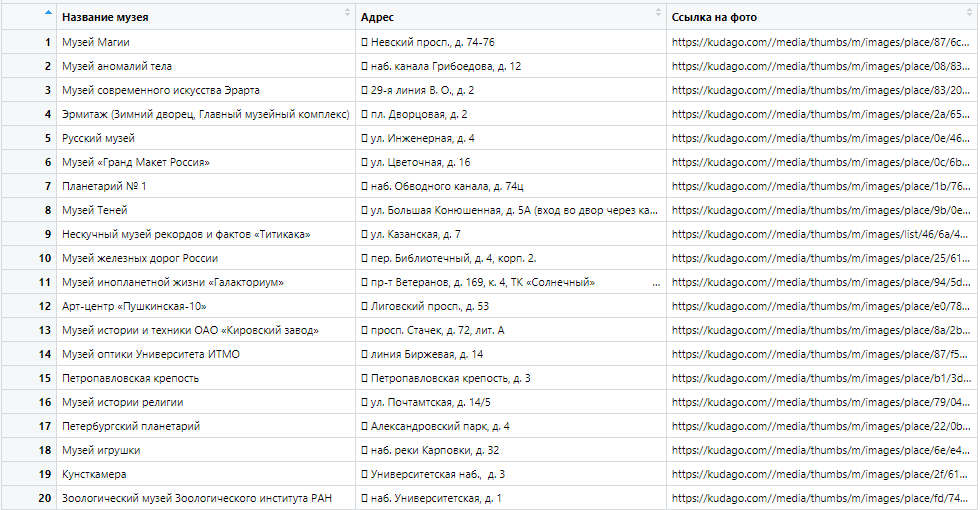 Название музея Адрес Ссылка на фото
1 Музей Магии Невский просп., д. 74-76 https://kudago.com//media/thumbs/m/images/place/87/6c...
2 Музей аномалий тела наб. канала Грибоедова, д. 12 https://kudago.com//media/thumbs/m/images/place/08/83...
3 Музей современного искусства Эрарта 29-я линия В. О., д. 2 https://kudago.com//media/thumbs/m/images/place/83/20...
4 Эрмитаж (Зимний дворец, Главный музейный комплекс) пл. Дворцовая, д. 2 https://kudago.com//media/thumbs/m/images/place/2a/65...
5 Русский музей ул. Инженерная, д. 4 https://kudago.com//media/thumbs/m/images/place/0e/46...
6 Музей «Гранд Макет Россия» ул. Цветочная, д. 16 https://kudago.com//media/thumbs/m/images/place/0c/6b...
7 Планетарий № 1 наб. Обводного канала, д. 74ц https://kudago.com//media/thumbs/m/images/place/1b/76...
8 Музей Теней ул. Большая Конюшенная, д. 5А (вход во двор через ка... https://kudago.com//media/thumbs/m/images/place/9b/0e...
9 Нескучный музей рекордов и фактов «Титикака» ул. Казанская, д. 7 https://kudago.com//media/thumbs/m/images/list/46/6a/4...
10 Музей железных дорог России пер. Библиотечный, д. 4, корп. 2. https://kudago.com//media/thumbs/m/images/place/25/61...
11 Музей инопланетной жизни «Галакториум» пр-т Ветеранов, д. 169, к. 4, ТК «Солнечный» ... https://kudago.com//media/thumbs/m/images/place/94/5d...
12 Арт-центр «Пушкинская-10» Лиговский просп., д. 53 https://kudago.com//media/thumbs/m/images/place/e0/78...
13 Музей истории и техники ОАО «Кировский завод» просп. Стачек, д. 72, лит. А https://kudago.com//media/thumbs/m/images/place/8a/2b...
14 Музей оптики Университета ИТМО линия Биржевая, д. 14 https://kudago.com//media/thumbs/m/images/place/87/f5...
15 Петропавловская крепость Петропавловская крепость, д. 3 https://kudago.com//media/thumbs/m/images/place/b1/3d...
16 Музей истории религии ул. Почтамтская, д. 14/5 https://kudago.com//media/thumbs/m/images/place/79/04...
17 Петербургский планетарий Александровский парк, д. 4 https://kudago.com//media/thumbs/m/images/place/22/0b...
18 Музей игрушки наб. реки Карповки, д. 32 https://kudago.com//media/thumbs/m/images/place/6e/e4...
19 Кунсткамера Университетская наб., д. 3 https://kudago.com//media/thumbs/m/images/place/2f/61...
20 Зоологический музей Зоологического института РАН наб. Университетская, д. 1 https://kudago.com//media/thumbs/m/images/place/fd/74...